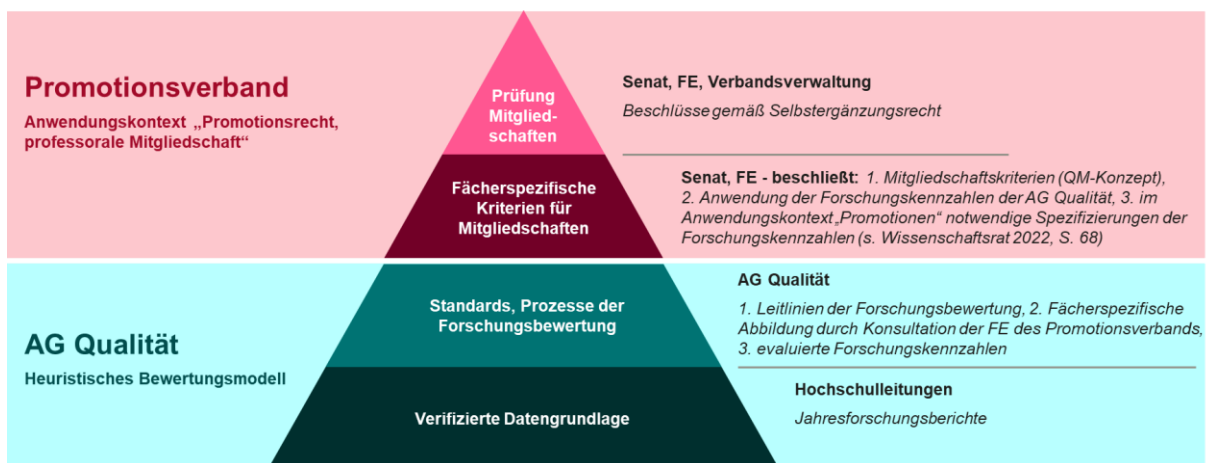 Promotionsverband
Anwendungskontext „Promotionsrecht,
professorale Mitgliedschaft“
Prüfung
Mitglied-
schaften
Senat, FE, Verbandsverwaltung
Beschlüsse gemäß Selbstergänzungsrecht
Fächerspezifische
Kriterien für
Mitgliedschaften
Senat, FE - beschließt: 1. Mitgliedschaftskriterien (QM-Konzept),
2. Anwendung der Forschungskennzahlen der AG Qualität, 3. im
Anwendungskontext „Promotionen“ notwendige Spezifizierungen der
Forschungskennzahlen (s. Wissenschaftsrat 2022, S. 68)
AG Qualität
Heuristisches Bewertungsmodell
Standards, Prozesse der
Forschungsbewertung
AG Qualität
1. Leitlinien der Forschungsbewertung, 2. Fächerspezifische
Abbildung durch Konsultation der FE des Promotionsverbands,
3. evaluierte Forschungskennzahlen
Verifizierte Datengrundlage
Hochschulleitungen
Jahresforschungsberichte